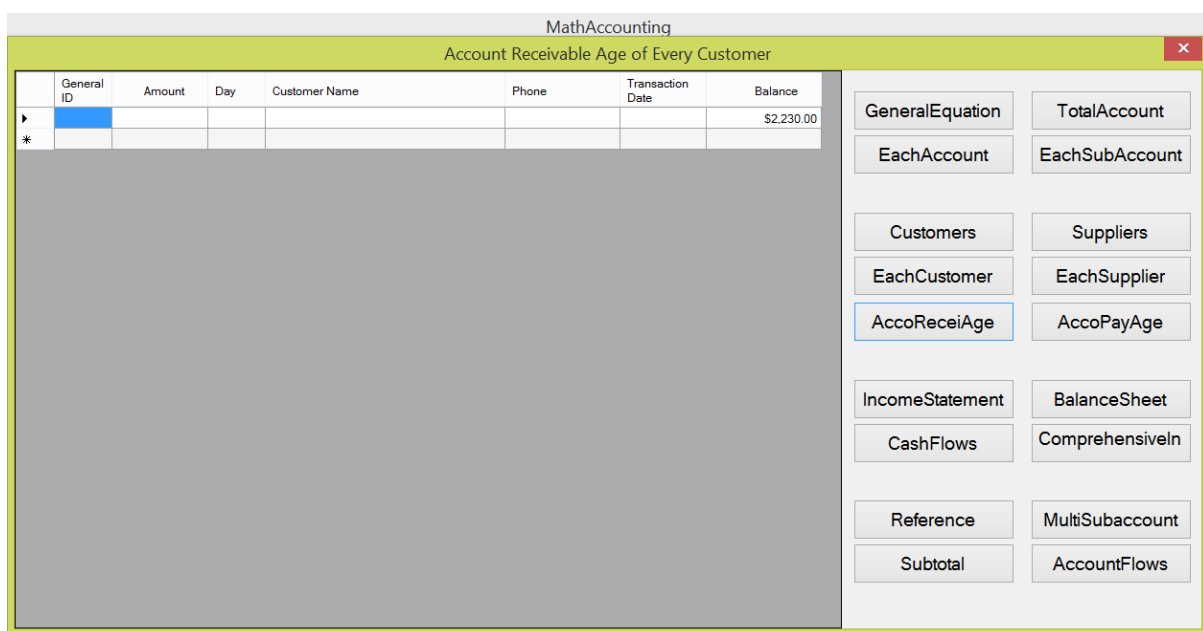 MathAccounting
Account Receivable Age of Every Customer
General ID Amount Day Customer Name Phone Transaction Date Balance
$2,230.00
GeneralEquation TotalAccount
EachAccount EachSubAccount
Customers Suppliers
EachCustomer EachSupplier
AccoReceiAge AccoPayAge
IncomeStatement BalanceSheet
CashFlows ComprehensiveIn
Reference MultiSubaccount
Subtotal AccountFlows